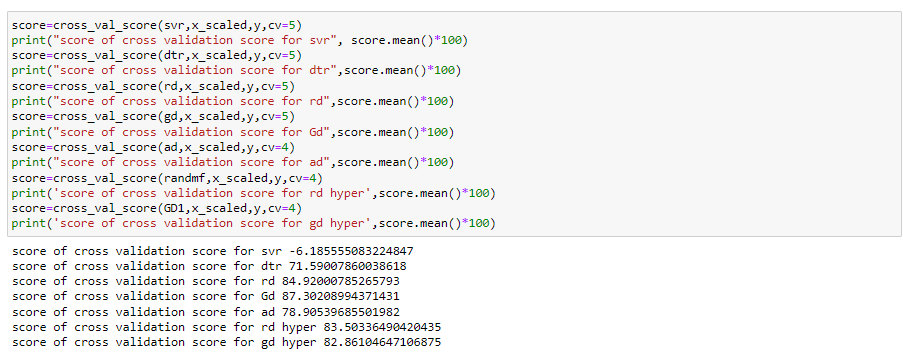 score=cross_val_score(svr,x_scaled,y,cv=5)
print("score of cross validation score for svr", score.mean()*100)
score=cross_val_score(dtr,x_scaled,y,cv=5)
print("score of cross validation score for dtr",score.mean()*100)
score=cross_val_score(rd,x_scaled,y,cv=5)
print("score of cross validation score for rd",score.mean()*100)
score=cross_val_score(gd,x_scaled,y,cv=5)
print("score of cross validation score for Gd",score.mean()*100)
score=cross_val_score(ad,x_scaled,y,cv=4)
print("score of cross validation score for ad",score.mean()*100)
score=cross_val_score(randmf,x_scaled,y,cv=4)
print('score of cross validation score for rd hyper',score.mean()*100)
score=cross_val_score(GD1,x_scaled,y,cv=4)
print('score of cross validation score for gd hyper',score.mean()*100)
score of cross validation score for svr -6.185555083224847
score of cross validation score for dtr 71.59007860038618
score of cross validation score for rd 84.92000785265793
score of cross validation score for Gd 87.30208994371431
score of cross validation score for ad 78.90539685501982
score of cross validation score for rd hyper 83.50336490420435
score of cross validation score for gd hyper 82.86104647106875